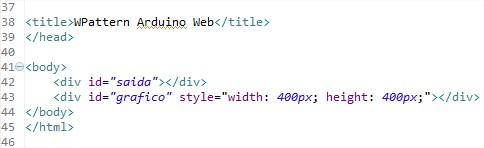 37
38 <title>WPattern Arduino Web</title>
39 </head>
40
41 <body>
42     <div id="saida"></div>
43     <div id="grafico" style="width: 400px; height: 400px;"></div>
44 </body>
45 </html>
46